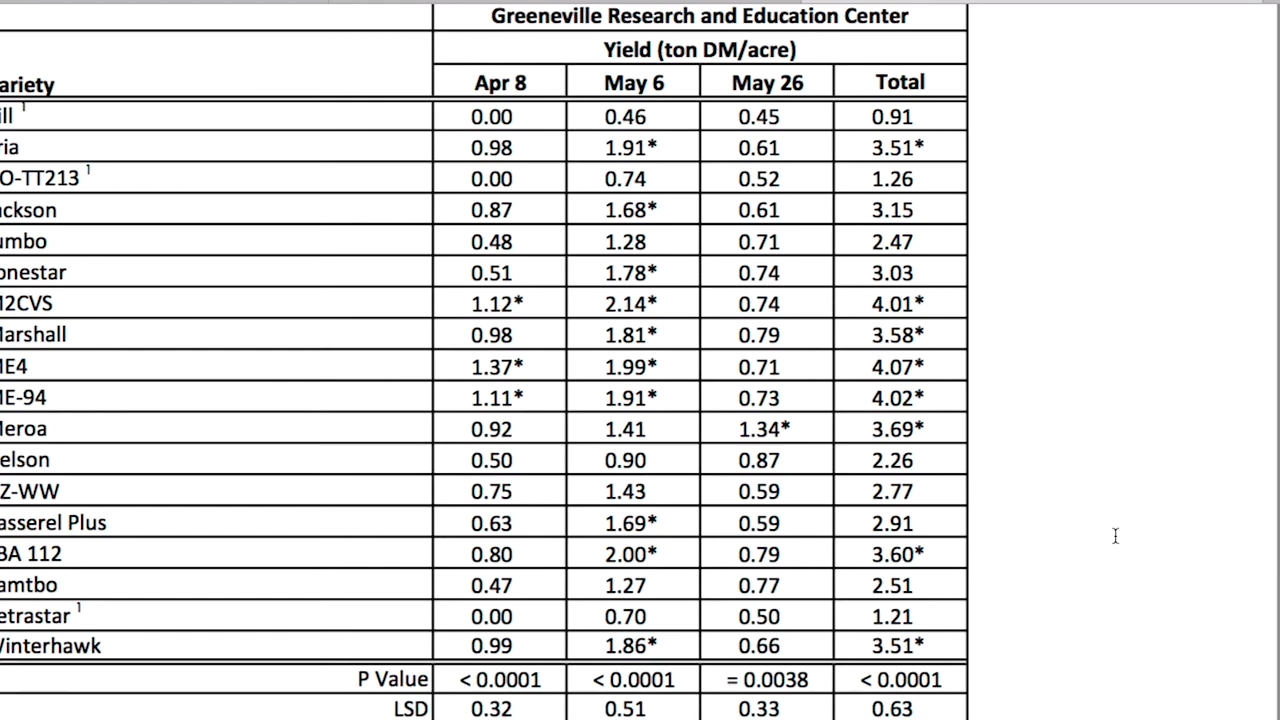 Greeneville Research and Education Center
Yield (ton DM/acre)
ariety Apr 8 May 6 May 26 Total
ill 1 0.00 0.46 0.45 0.91
ria 0.98 1.91* 0.61 3.51*
O-TT213 1 0.00 0.74 0.52 1.26
ackson 0.87 1.68* 0.61 3.15
umbo 0.48 1.28 0.71 2.47
onestar 0.51 1.78* 0.74 3.03
M2CVS 1.12* 2.14* 0.74 4.01*
Marshall 0.98 1.81* 0.79 3.58*
ME4 1.37* 1.99* 0.71 4.07*
ME-94 1.11* 1.91* 0.73 4.02*
Meroa 0.92 1.41 1.34* 3.69*
elson 0.50 0.90 0.87 2.26
Z-WW 0.75 1.43 0.59 2.77
asserel Plus 0.63 1.69* 0.59 2.91
BA 112 0.80 2.00* 0.79 3.60*
amtbo 0.47 1.27 0.77 2.51
etrastar 1 0.00 0.70 0.50 1.21
Winterhawk 0.99 1.86* 0.66 3.51*
P Value < 0.0001 < 0.0001 = 0.0038 < 0.0001
LSD 0.32 0.51 0.33 0.63